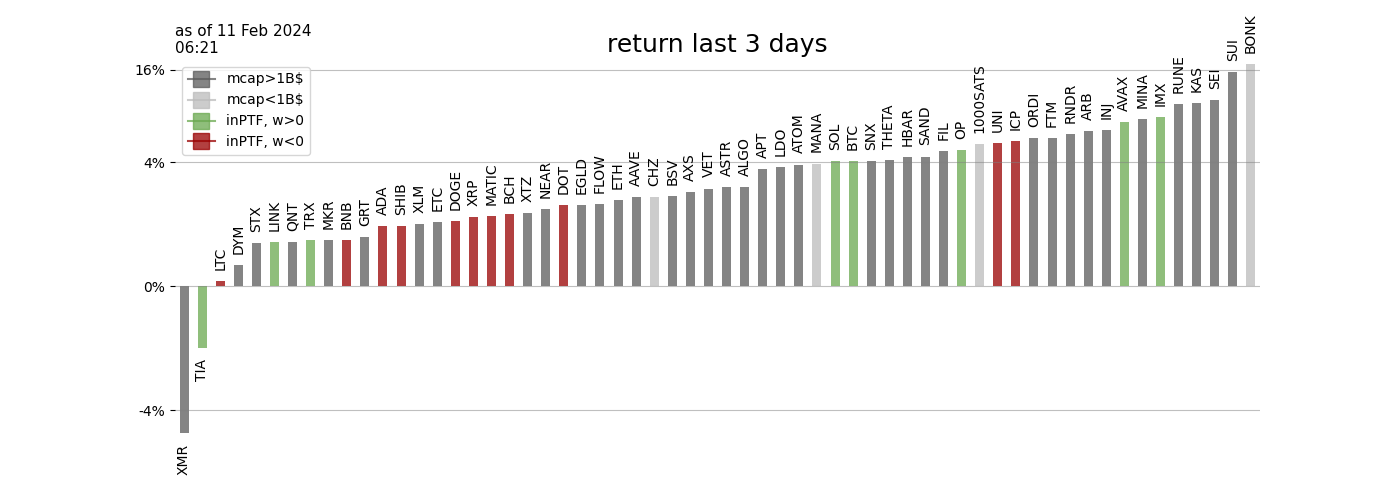 as of 11 Feb 2024
06:21
return last 3 days
mcap>1B$
mcap<1B$
inPTF, w>0
inPTF, w<0
16%
4%
0%
-4%
XMR
TIA
LTC
DYM
STX
LINK
QNT
TRX
MKR
BNB
GRT
ADA
SHIB
XLM
ETC
DOGE
XRP
MATIC
BCH
XTZ
NEAR
DOT
EGLD
FLOW
ETH
AAVE
CHZ
BSV
AXS
VET
ASTR
ALGO
APT
LDO
ATOM
MANA
SOL
BTC
SNX
THETA
HBAR
SAND
FIL
OP
1000SATS
UNI
ICP
ORDI
FTM
RNDR
ARB
INJ
AVAX
MINA
IMX
RUNE
KAS
SEI
SUI
BONK